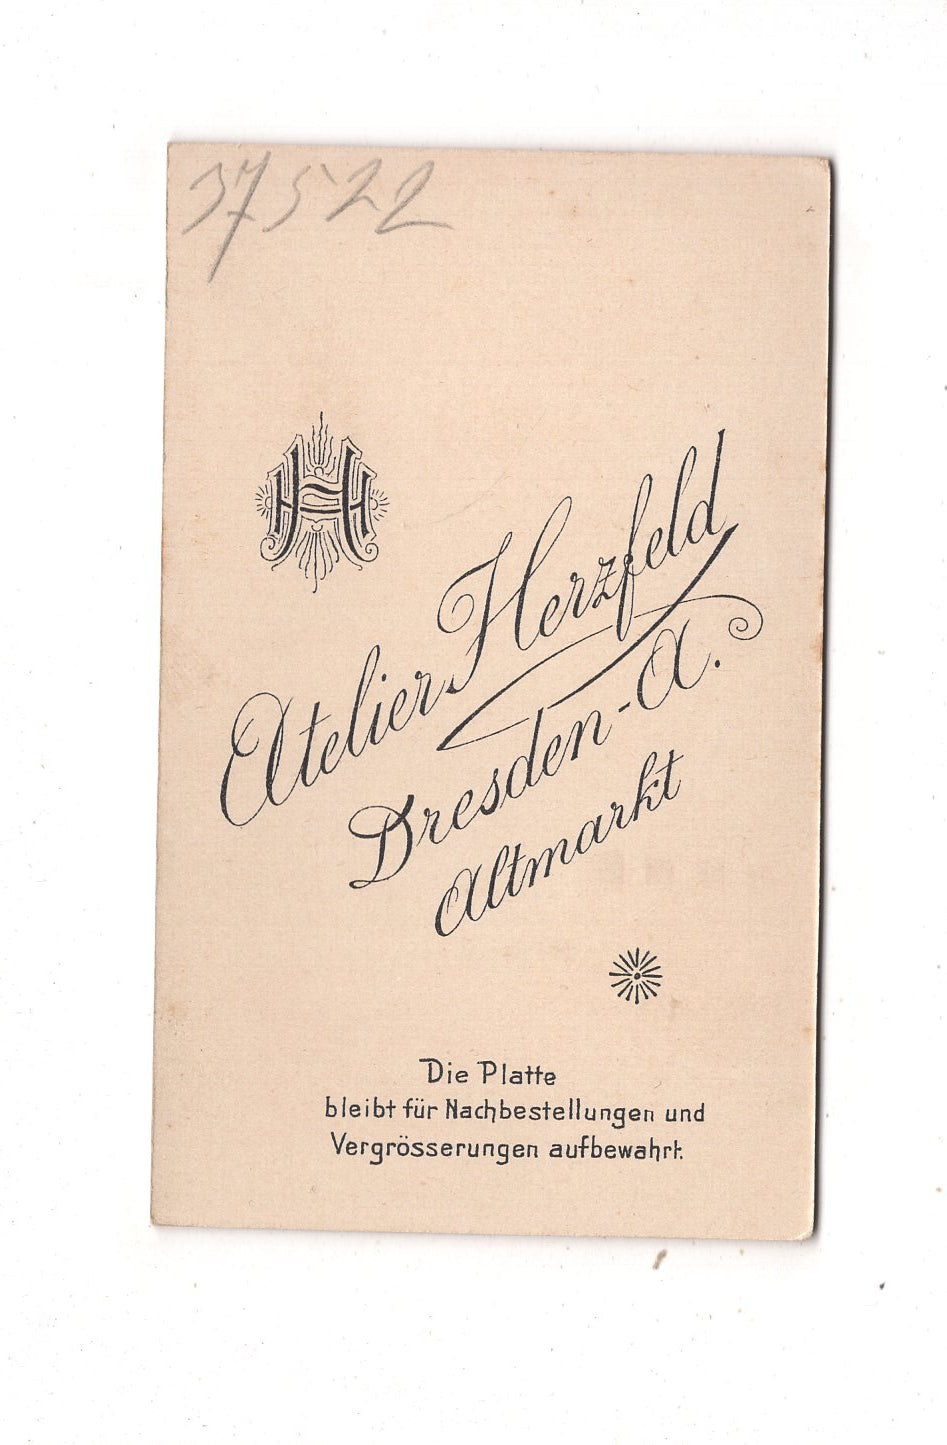 37522
H
Atelier Herzfeld
Dresden-A.
Altmarkt
Die Platte
bleibt für Nachbestellungen und
Vergrösserungen aufbewahrt.